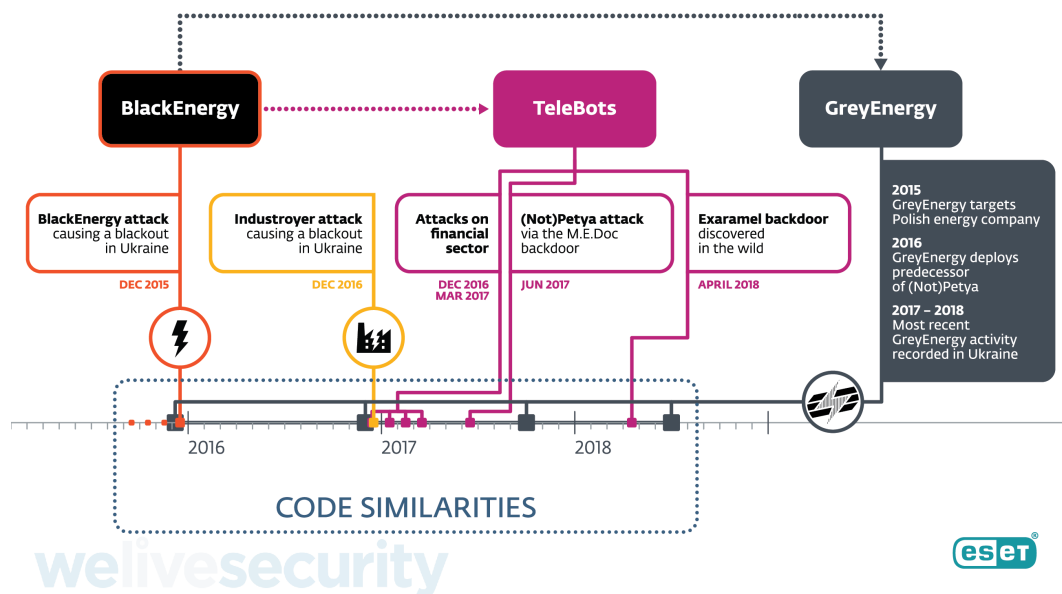 BlackEnergy
TeleBots
GreyEnergy
BlackEnergy attack
causing a blackout
in Ukraine
DEC 2015
Industroyer attack
causing a blackout
in Ukraine
DEC 2016
Attacks on
financial
sector
DEC 2016
MAR 2017
(Not)Petya attack
via the M.E.Doc
backdoor
JUN 2017
Exaramel backdoor
discovered
in the wild
APRIL 2018
2015
GreyEnergy targets
Polish energy company
2016
GreyEnergy deploys
predecessor
of (Not)Petya
2017 – 2018
Most recent
GreyEnergy activity
recorded in Ukraine
2016
2017
2018
CODE SIMILARITIES
welivesecurity
eseT®